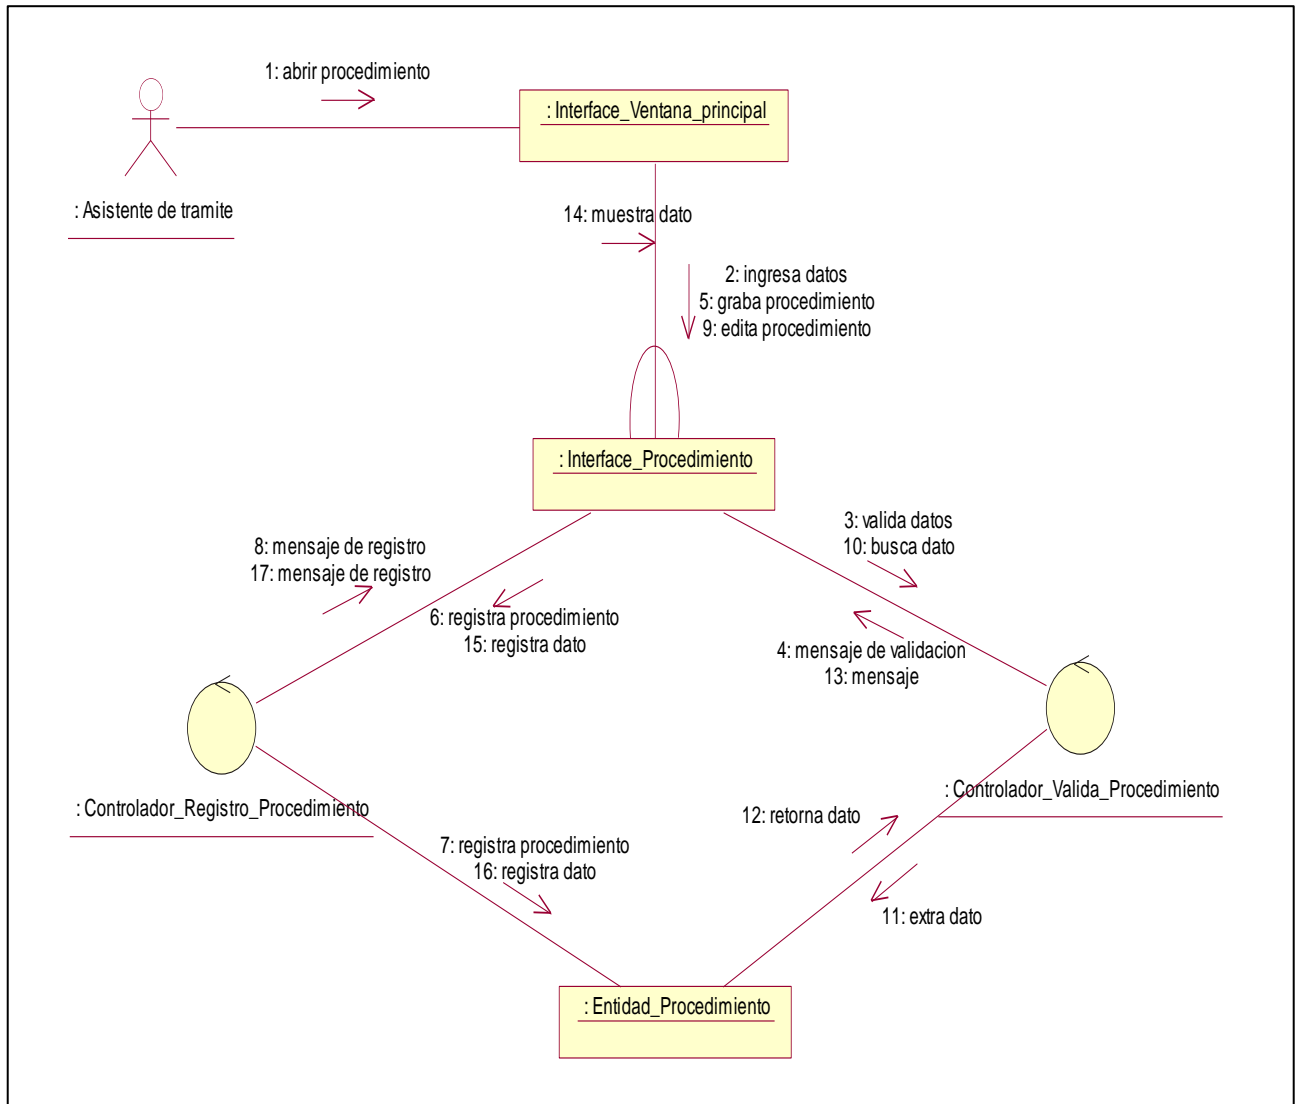 1: abrir procedimiento
: Interface_Ventana_principal
: Asistente de tramite
14: muestra dato
2: ingresa datos
5: graba procedimiento
9: edita procedimiento
: Interface_Procedimiento
3: valida datos
10: busca dato
8: mensaje de registro
17: mensaje de registro
6: registra procedimiento
15: registra dato
4: mensaje de validacion
13: mensaje
: Controlador_Registro_Procedimiento
: Controlador_Valida_Procedimiento
12: retorna dato
7: registra procedimiento
16: registra dato
11: extra dato
: Entidad_Procedimiento